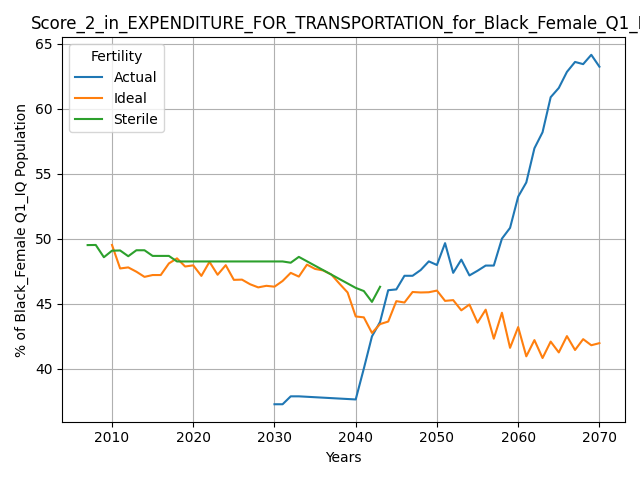 Score_2_in_EXPENDITURE_FOR_TRANSPORTATION_for_Black_Female_Q1_I
Fertility
Actual
Ideal
Sterile
65
60
55
50
45
40
% of Black_Female Q1_IQ Population
2010 2020 2030 2040 2050 2060 2070
Years